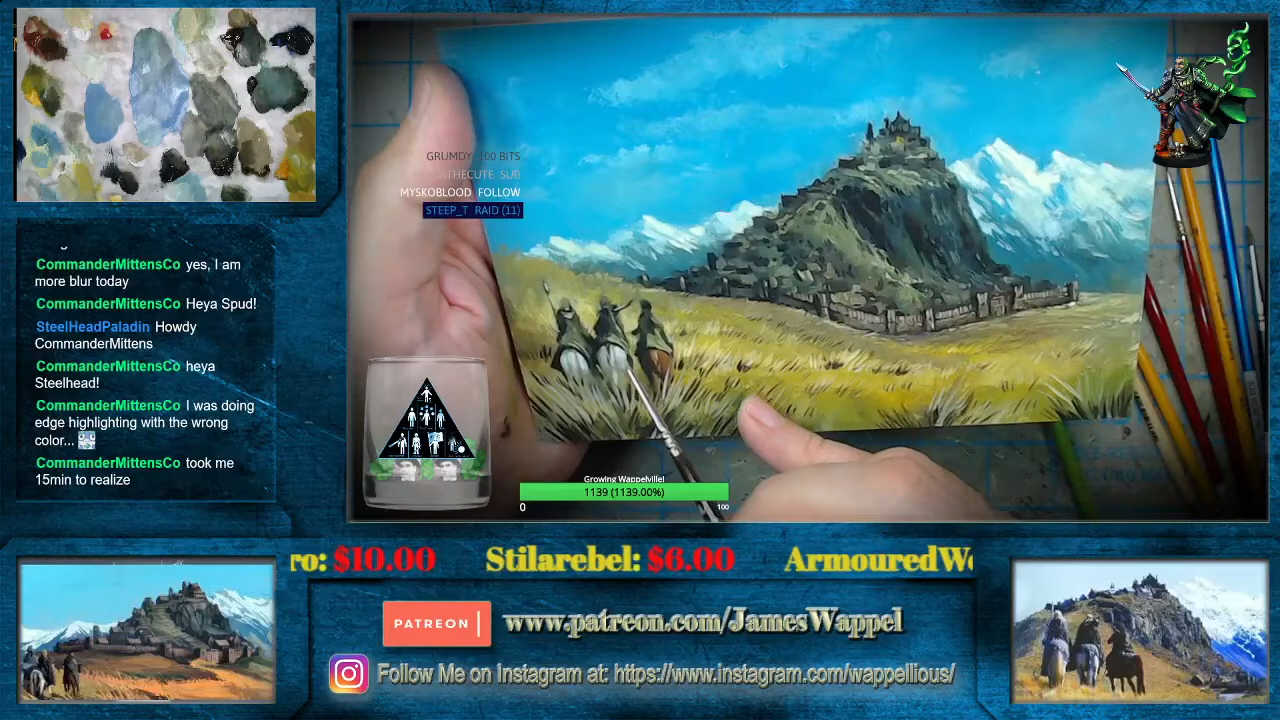 GRUMDY 100 BITS
THECUTE SUB
MYSKOBLOOD FOLLOW
STEEP_T RAID (11)
CommanderMittensCo yes, I am
more blur today
CommanderMittensCo Heya Spud!
SteelHeadPaladin Howdy
CommanderMittens
CommanderMittensCo heya
Steelhead!
CommanderMittensCo I was doing
edge highlighting with the wrong
color...
CommanderMittensCo took me
15min to realize
Growing Wappelville!
1139 (1139.00%)
0 100
ro: $10.00 Stilarebel: $6.00 ArmouredWo
PATREON www.patreon.com/JamesWappel
Follow Me on Instagram at: https://www.instagram.com/wappellious/